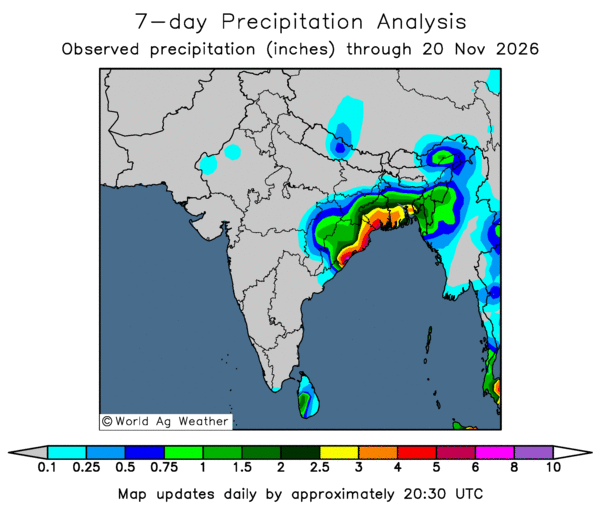 7-day Precipitation Analysis
Observed precipitation (inches) through 20 Nov 2026
©World Ag Weather
0.1 0.25 0.5 0.75 1 1.5 2 2.5 3 4 5 6 8 10
Map updates daily by approximately 20:30 UTC